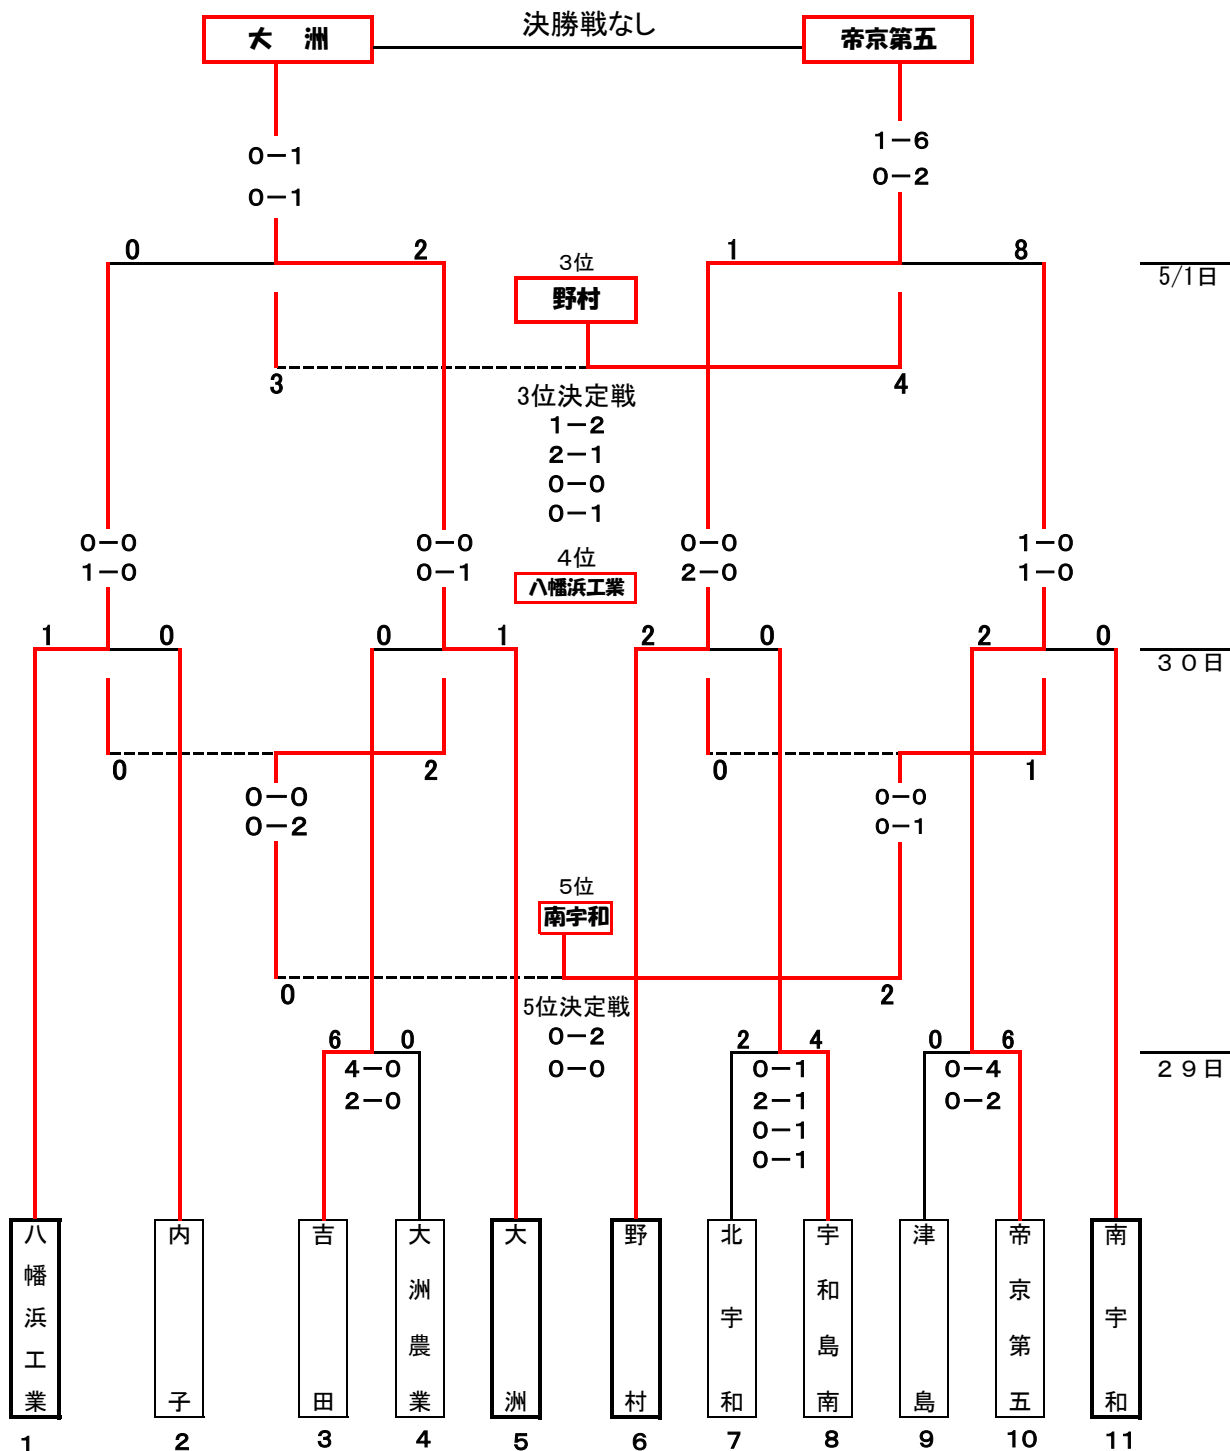 決勝戦なし
大　洲
帝京第五
0－1
0－1
1－6
0－2
0
2
1
8
5/1日
3位
野村
3
4
3位決定戦
1－2
2－1
0－0
0－1
0－0
1－0
0－0
0－1
4位
八幡浜工業
0－0
2－0
1－0
1－0
1
0
0
1
2
0
2
0
３０日
0
2
0
1
0－0
0－2
0－0
0－1
5位
南宇和
0
2
5位決定戦
0－2
0－0
6
0
2
4
0
6
4－0
2－0
0－1
2－1
0－1
0－1
0－4
0－2
２９日
八幡浜工業
内子
吉田
大洲農業
大洲
野村
北宇和
宇和島南
津島
帝京第五
南宇和
1
2
3
4
5
6
7
8
9
10
11